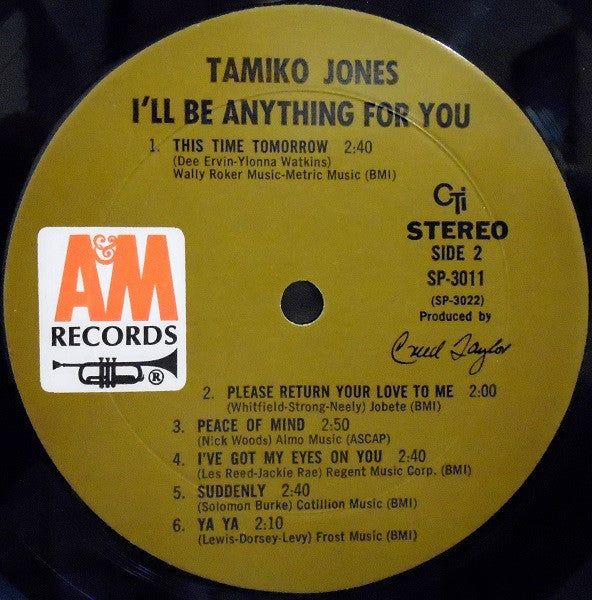 TAMIKO JONES
I'LL BE ANYTHING FOR YOU
1. THIS TIME TOMORROW 2:40
(Dee Ervin-Ylonna Watkins)
Wally Roker Music-Metric Music (BMI)
CTi
STEREO
SIDE 2
SP-3011
(SP-3022)
Produced by
Creed Taylor
A&M
RECORDS
®
2. PLEASE RETURN YOUR LOVE TO ME 2:00
(Whitfield-Strong-Neely) Jobete (BMI)
3. PEACE OF MIND 2:50
(Nick Woods) Almo Music (ASCAP)
4. I'VE GOT MY EYES ON YOU 2:40
(Les Reed-Jackie Rae) Regent Music Corp. (BMI)
5. SUDDENLY 2:40
(Solomon Burke) Cotillion Music (BMI)
6. YA YA 2:10
(Lewis-Dorsey-Levy) Frost Music (BMI)